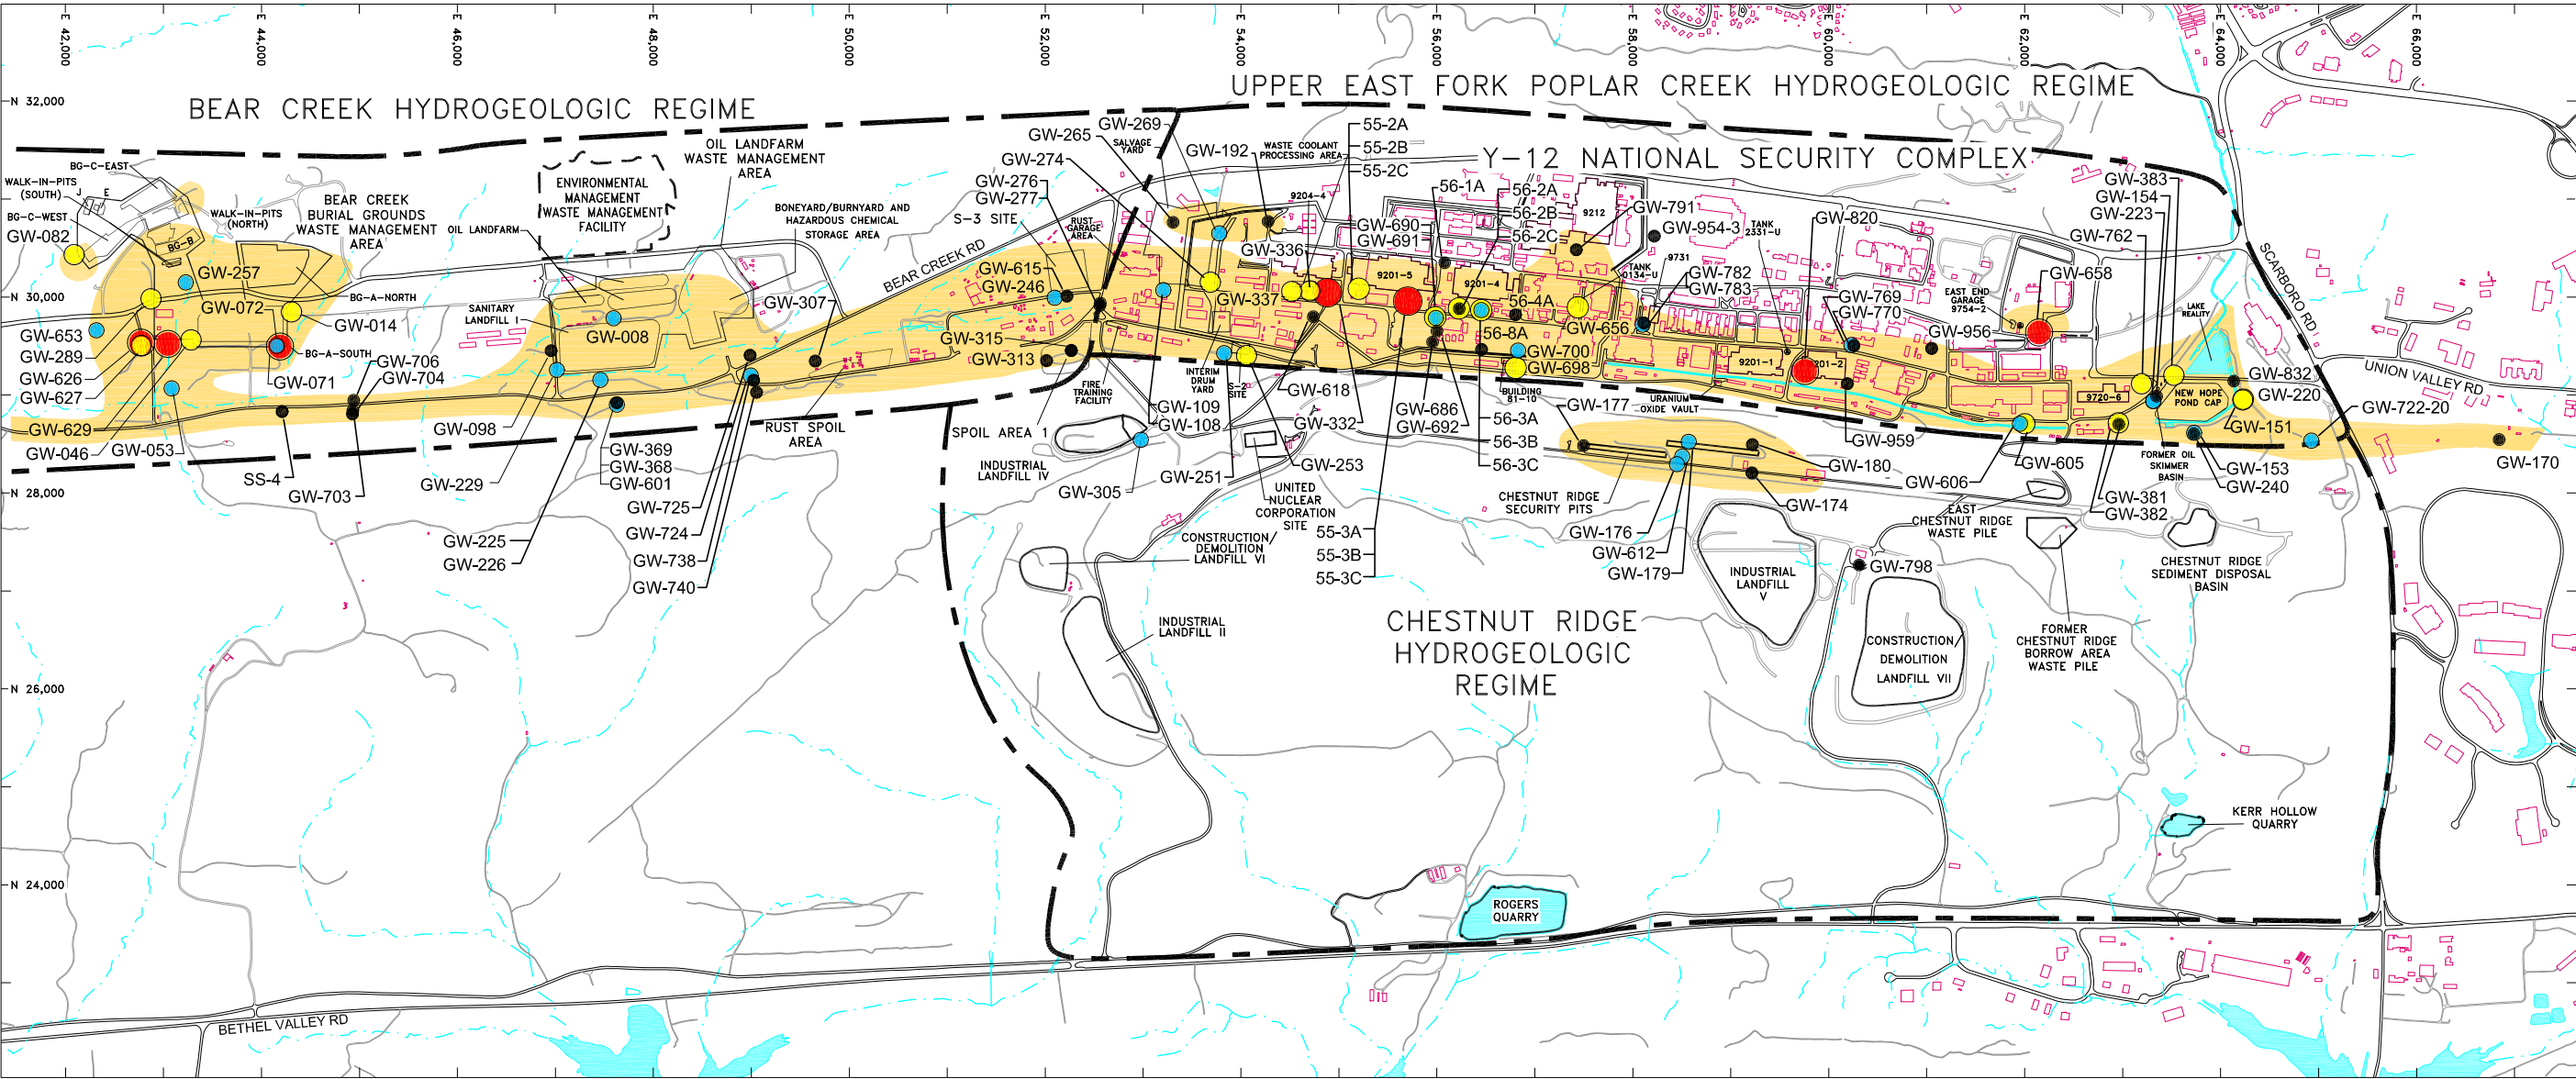 E 42,000
E 44,000
E 46,000
E 48,000
E 50,000
E 52,000
E 54,000
E 56,000
E 58,000
E 60,000
E 62,000
E 64,000
E 66,000
N 32,000
N 30,000
N 28,000
N 26,000
N 24,000
BEAR CREEK HYDROGEOLOGIC REGIME
UPPER EAST FORK POPLAR CREEK HYDROGEOLOGIC REGIME
Y-12 NATIONAL SECURITY COMPLEX
CHESTNUT RIDGE
HYDROGEOLOGIC
REGIME
BG-C-EAST
WALK-IN-PITS
(SOUTH)
J
E
BG-C-WEST
GW-082
BG-B
WALK-IN-PITS
(NORTH)
BEAR CREEK
BURIAL GROUNDS
WASTE MANAGEMENT
AREA
GW-257
GW-072
BG-A-NORTH
GW-014
BG-A-SOUTH
GW-071
GW-653
GW-289
GW-626
GW-627
GW-629
GW-046
GW-053
GW-706
GW-704
SS-4
GW-703
ENVIRONMENTAL
MANAGEMENT
WASTE MANAGEMENT
FACILITY
OIL LANDFARM
WASTE MANAGEMENT
AREA
OIL LANDFARM
BONEYARD/BURNYARD AND
HAZARDOUS CHEMICAL
STORAGE AREA
SANITARY
LANDFILL I
GW-008
GW-307
GW-098
GW-229
GW-225
GW-226
GW-369
GW-368
GW-601
GW-725
GW-724
GW-738
GW-740
RUST SPOIL
AREA
BEAR CREEK RD
GW-269
GW-265
GW-274
GW-276
GW-277
S-3 SITE
RUST
GARAGE
AREA
SALVAGE
YARD
GW-192
WASTE COOLANT
PROCESSING AREA
9204-4
GW-615
GW-246
GW-315
GW-313
SPOIL AREA 1
FIRE
TRAINING
FACILITY
INDUSTRIAL
LANDFILL IV
GW-305
GW-109
GW-108
GW-251
INTERIM
DRUM
YARD
S-2
SITE
GW-253
UNITED
NUCLEAR
CORPORATION
SITE
CONSTRUCTION/
DEMOLITION
LANDFILL VI
INDUSTRIAL
LANDFILL II
55-2A
55-2B
55-2C
GW-336
GW-337
GW-618
GW-332
GW-690
GW-691
9201-5
56-1A
56-2A
56-2B
56-2C
9201-4
9212
GW-791
GW-954-3
56-4A
56-8A
GW-656
GW-700
GW-698
BUILDING
81-10
GW-686
GW-692
56-3A
56-3B
56-3C
55-3A
55-3B
55-3C
TANK
0134-U
9731
GW-782
GW-783
TANK
2331-U
GW-820
GW-769
GW-770
9201-1
GW-956
GW-959
URANIUM
OXIDE VAULT
GW-177
CHESTNUT RIDGE
SECURITY PITS
GW-176
GW-612
GW-179
GW-180
GW-174
INDUSTRIAL
LANDFILL
V
GW-798
CONSTRUCTION/
DEMOLITION
LANDFILL VII
EAST END
GARAGE
9754-2
GW-658
GW-383
GW-154
GW-223
GW-762
LAKE
REALITY
9720-6
NEW HOPE
POND CAP
GW-832
GW-220
GW-151
GW-722-20
GW-170
GW-606
GW-605
GW-381
GW-382
FORMER OIL
SKIMMER
BASIN
GW-153
GW-240
EAST
CHESTNUT RIDGE
WASTE PILE
FORMER
CHESTNUT RIDGE
BORROW AREA
WASTE PILE
CHESTNUT RIDGE
SEDIMENT DISPOSAL
BASIN
SCARBORO RD
UNION VALLEY RD
KERR HOLLOW
QUARRY
ROGERS
QUARRY
BETHEL VALLEY RD